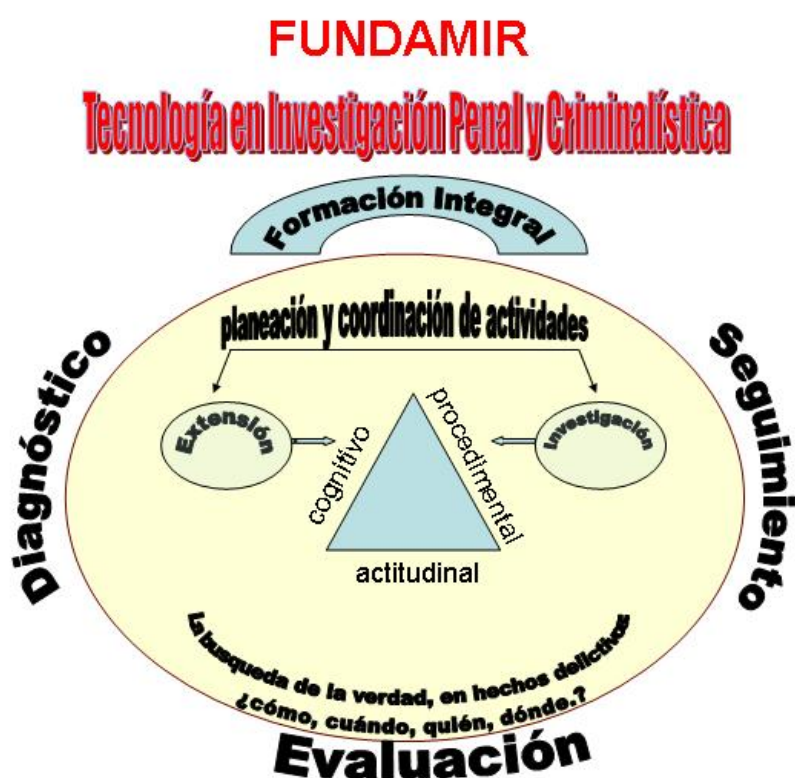 FUNDAMIR
Tecnología en Investigación Penal y Criminalística
Formación Integral
planeación y coordinación de actividades
Diagnóstico
Seguimiento
Extensión
Investigación
cognitivo
procedimental
actitudinal
La busqueda de la verdad, en hechos delictivos
¿cómo, cuándo, quién, dónde.?
Evaluación